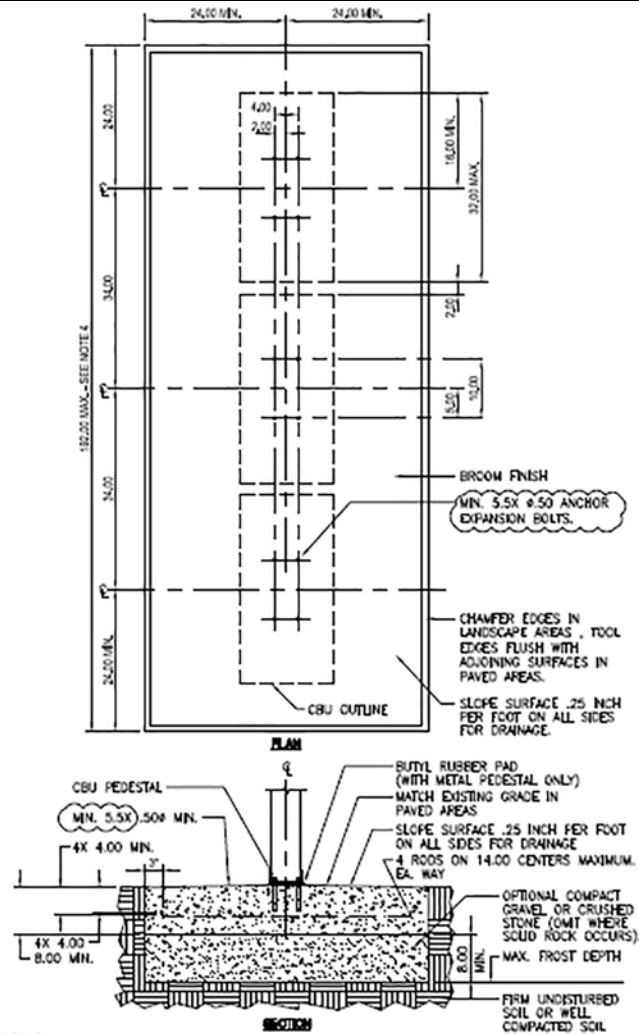 24.00 MIN.
24.00 MIN.
4.00
2.00
24.00
16.00 MIN.
32.00 MAX.
34.00
2.00
192.00 MAX. - SEE NOTE 4
5.00
10.00
34.00
BROOM FINISH
MIN. 5.5X Ø.50 ANCHOR
EXPANSION BOLTS.
24.00 MIN.
CHAMFER EDGES IN
LANDSCAPE AREAS , TOOL
EDGES FLUSH WITH
ADJOINING SURFACES IN
PAVED AREAS.
CBU OUTLINE
SLOPE SURFACE .25 INCH
PER FOOT ON ALL SIDES
FOR DRAINAGE.
PLAN
CBU PEDESTAL
BUTYL RUBBER PAD
(WITH METAL PEDESTAL ONLY)
MIN. 5.5X .50Ø MIN.
MATCH EXISTING GRADE IN
PAVED AREAS
4X 4.00 MIN.
SLOPE SURFACE .25 INCH PER FOOT
ON ALL SIDES FOR DRAINAGE
3"
4 RODS ON 14.00 CENTERS MAXIMUM.
EA. WAY
OPTIONAL COMPACT
GRAVEL OR CRUSHED
STONE (OMIT WHERE
SOLID ROCK OCCURS).
4X 4.00
8.00 MIN.
8.00
MIN.
MAX. FROST DEPTH
FIRM UNDISTURBED
SOIL OR WELL
COMPACTED SOIL
SECTION